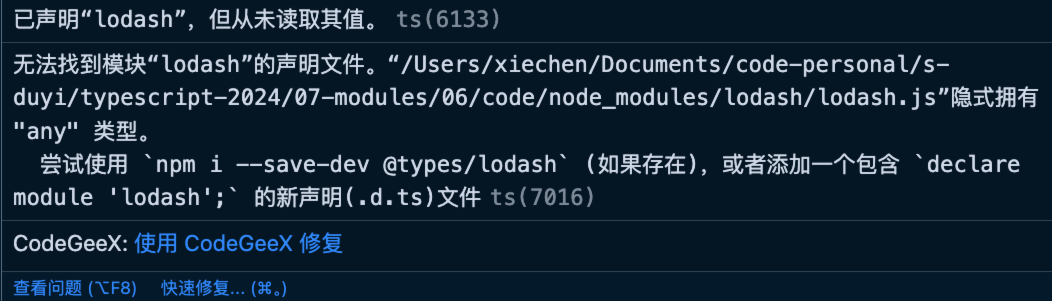 已声明“lodash”，但从未读取其值。 ts(6133)
无法找到模块“lodash”的声明文件。“/Users/xiechen/Documents/code-personal/s-
duyi/typescript-2024/07-modules/06/code/node_modules/lodash/lodash.js”隐式拥有
"any" 类型。
  尝试使用 `npm i --save-dev @types/lodash` (如果存在)，或者添加一个包含 `declare
module 'lodash';` 的新声明(.d.ts)文件 ts(7016)
CodeGeeX: 使用 CodeGeeX 修复
查看问题 (⌥F8) 快速修复... (⌘。)